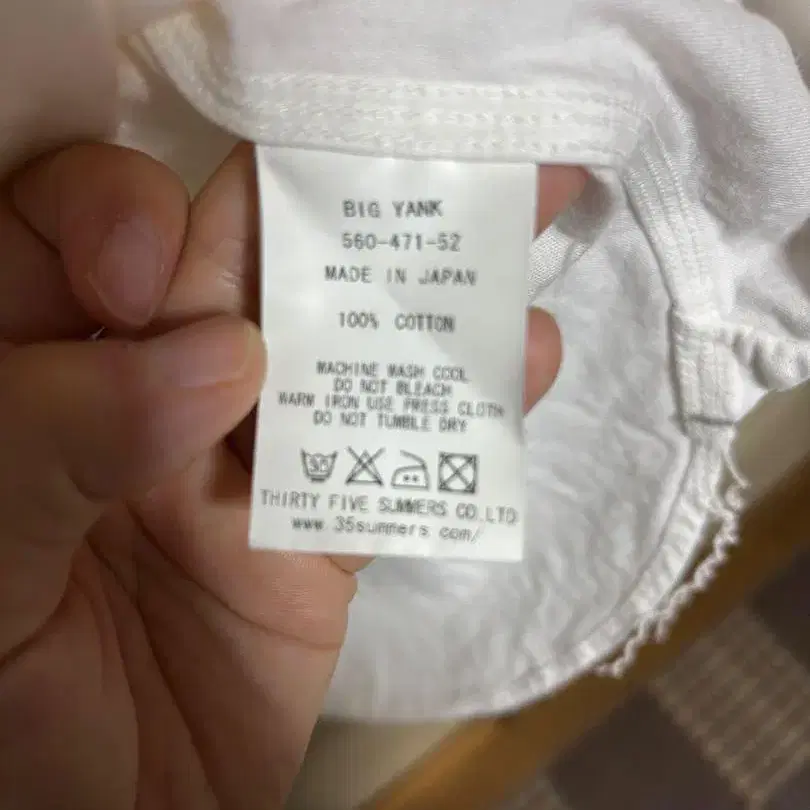 BIG YANK
560-471-52
MADE IN JAPAN
100% COTTON
MACHINE WASH COOL
DO NOT BLEACH
WARM IRON USE PRESS CLOTH
DO NOT TUMBLE DRY
30
THIRTY FIVE SUMMERS CO.LTD
www.35summers.com/